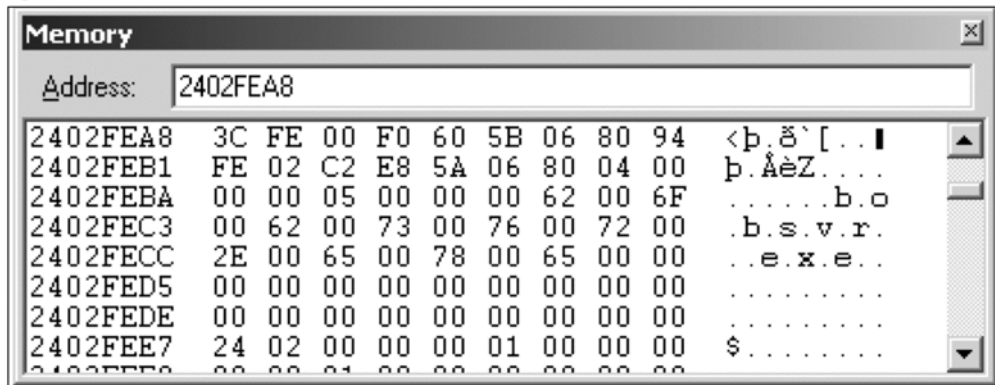 Memory
Address: 2402FEA8
2402FEA8 3C FE 00 F0 60 5B 06 80 94 <þ.ð`[..▌
2402FEB1 FE 02 C2 E8 5A 06 80 04 00 þ.ÂèZ....
2402FEBA 00 00 05 00 00 00 62 00 6F ......b.o
2402FEC3 00 62 00 73 00 76 00 72 00 .b.s.v.r.
2402FECC 2E 00 65 00 78 00 65 00 00 ..e.x.e..
2402FED5 00 00 00 00 00 00 00 00 00 .........
2402FEDE 00 00 00 00 00 00 00 00 00 .........
2402FEE7 24 02 00 00 00 01 00 00 00 $........